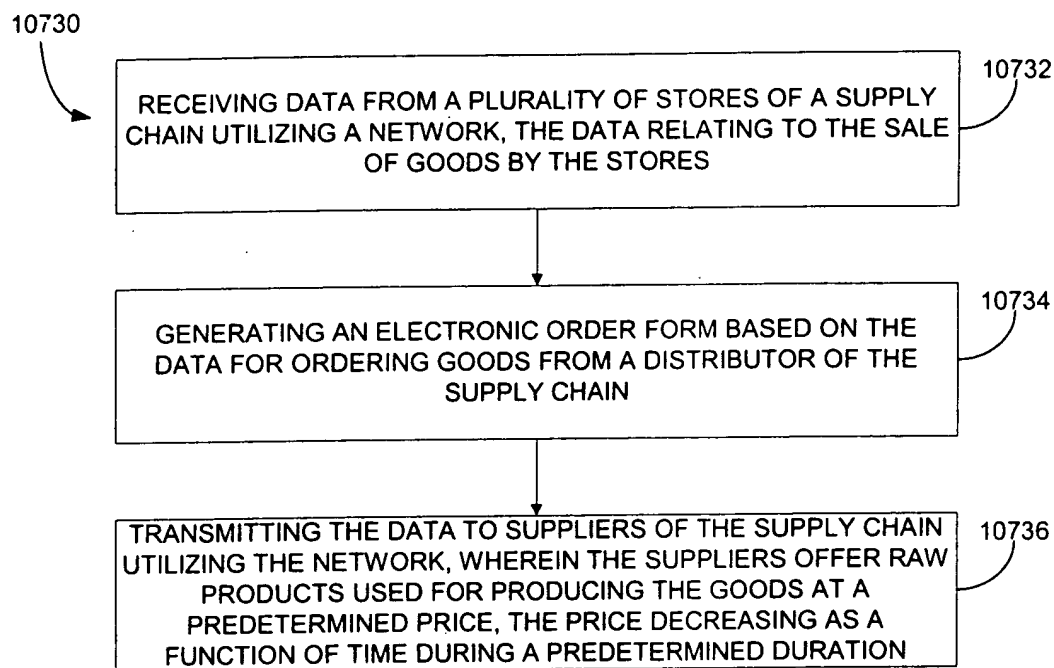 10730
10732
RECEIVING DATA FROM A PLURALITY OF STORES OF A SUPPLY
CHAIN UTILIZING A NETWORK, THE DATA RELATING TO THE SALE
OF GOODS BY THE STORES
10734
GENERATING AN ELECTRONIC ORDER FORM BASED ON THE
DATA FOR ORDERING GOODS FROM A DISTRIBUTOR OF THE
SUPPLY CHAIN
10736
TRANSMITTING THE DATA TO SUPPLIERS OF THE SUPPLY CHAIN
UTILIZING THE NETWORK, WHEREIN THE SUPPLIERS OFFER RAW
PRODUCTS USED FOR PRODUCING THE GOODS AT A
PREDETERMINED PRICE, THE PRICE DECREASING AS A
FUNCTION OF TIME DURING A PREDETERMINED DURATION